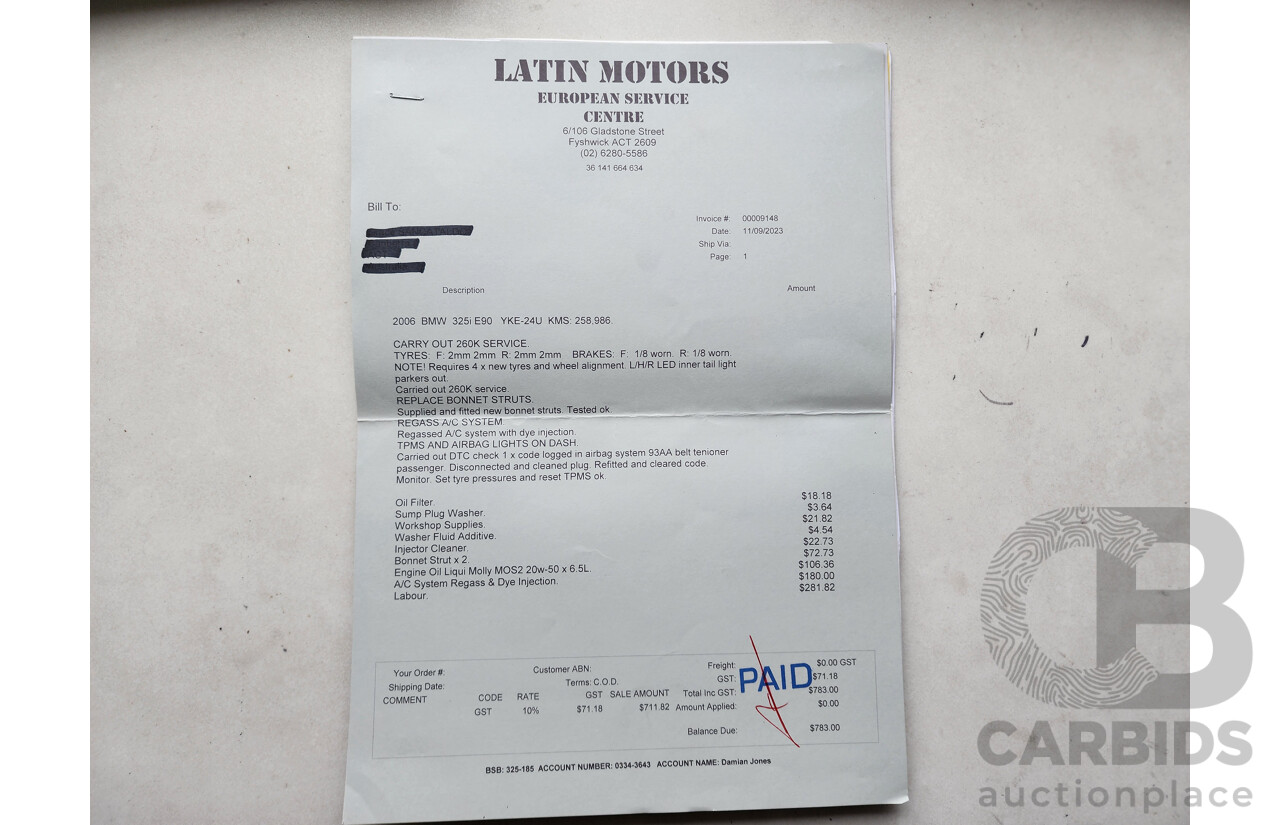 LATIN MOTORS
EUROPEAN SERVICE
CENTRE
6/106 Gladstone Street
Fyshwick ACT 2609
(02) 6280-5586
36 141 664 634
Bill To:
Invoice #: 00009148
Date: 11/09/2023
Ship Via:
Page: 1
Description Amount
2006 BMW 325i E90 YKE-24U KMS: 258,986.
CARRY OUT 260K SERVICE.
TYRES: F: 2mm 2mm R: 2mm 2mm BRAKES: F: 1/8 worn. R: 1/8 worn.
NOTE! Requires 4 x new tyres and wheel alignment. L/H/R LED inner tail light
parkers out.
Carried out 260K service.
REPLACE BONNET STRUTS.
Supplied and fitted new bonnet struts. Tested ok.
REGASS A/C SYSTEM.
Regassed A/C system with dye injection.
TPMS AND AIRBAG LIGHTS ON DASH.
Carried out DTC check 1 x code logged in airbag system 93AA belt tenioner
passenger. Disconnected and cleaned plug. Refitted and cleared code.
Monitor. Set tyre pressures and reset TPMS ok.
Oil Filter. $18.18
Sump Plug Washer. $3.64
Workshop Supplies. $21.82
Washer Fluid Additive. $4.54
Injector Cleaner. $22.73
Bonnet Strut x 2. $72.73
Engine Oil Liqui Molly MOS2 20w-50 x 6.5L. $106.36
A/C System Regass & Dye Injection. $180.00
Labour. $281.82
Your Order #: Customer ABN: Freight: $0.00 GST
Shipping Date: Terms: C.O.D. GST: $71.18
COMMENT CODE RATE GST SALE AMOUNT Total Inc GST: $783.00
GST 10% $71.18 $711.82 Amount Applied: $0.00
Balance Due: $783.00
PAID
BSB: 325-185 ACCOUNT NUMBER: 0334-3643 ACCOUNT NAME: Damian Jones
CB
CARBIDS
auctionplace